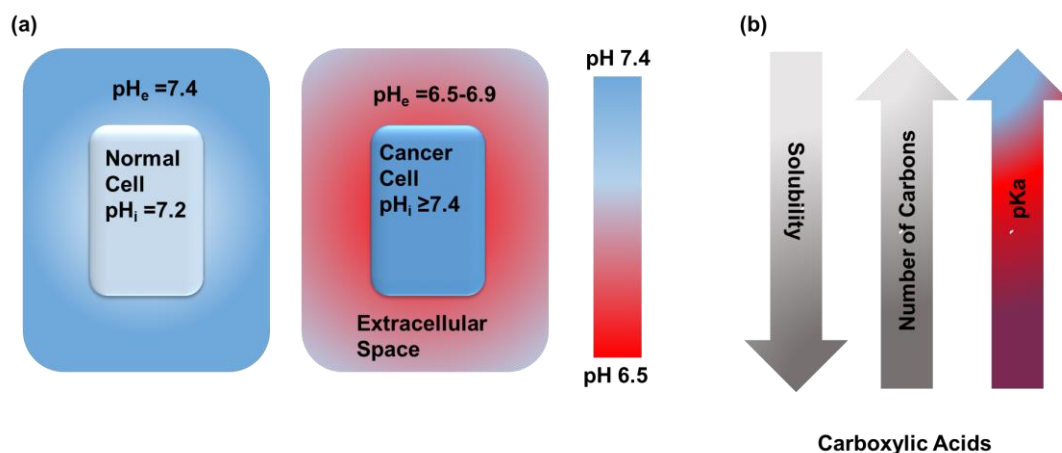 (a)
pHₑ =7.4
Normal
Cell
pHᵢ =7.2
pHₑ =6.5-6.9
Cancer
Cell
pHᵢ ≥7.4
Extracellular
Space
pH 7.4
pH 6.5
(b)
Solubility
Number of Carbons
pKa
Carboxylic Acids